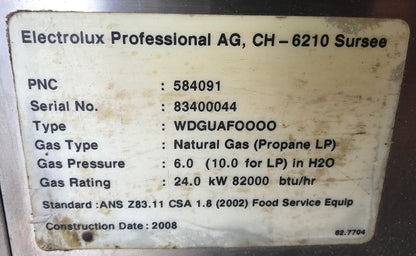 Electrolux Professional AG, CH – 6210 Sursee
PNC : 584091
Serial No. : 83400044
Type : WDGUAFOOOO
Gas Type : Natural Gas (Propane LP)
Gas Pressure : 6.0 (10.0 for LP) in H2O
Gas Rating : 24.0 kW 82000 btu/hr
Standard : ANS Z83.11 CSA 1.8 (2002) Food Service Equip
Construction Date : 2008
62.7704